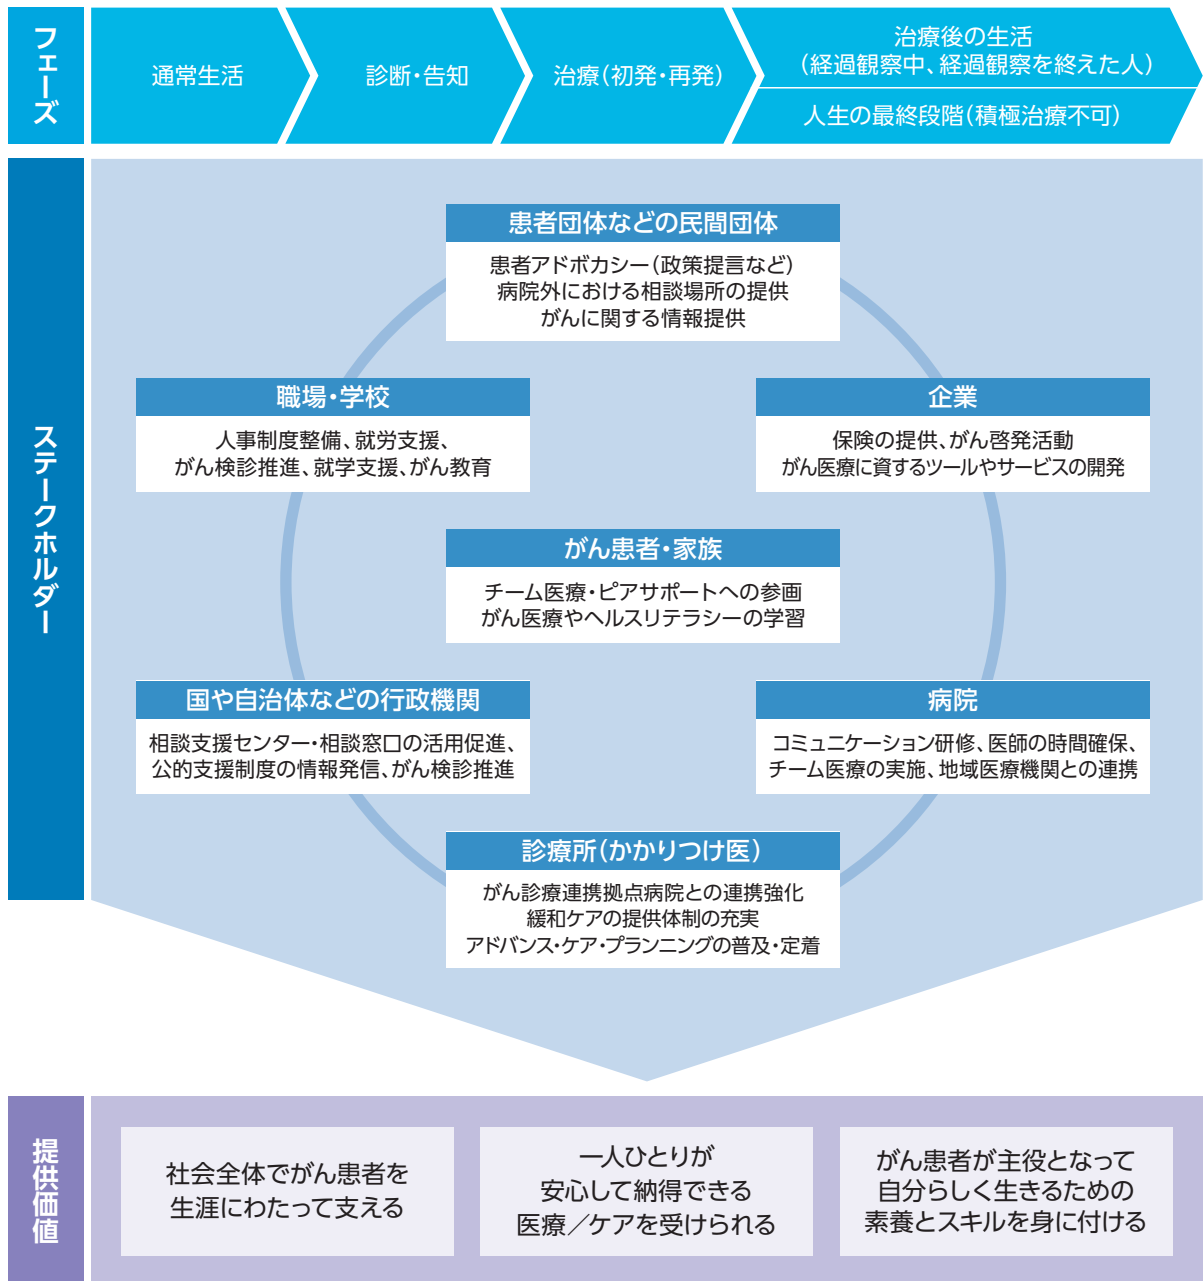 フェーズ
通常生活
診断・告知
治療(初発・再発)
治療後の生活
(経過観察中、経過観察を終えた人)
人生の最終段階(積極治療不可)
ステークホルダー
患者団体などの民間団体
患者アドボカシー(政策提言など)
病院外における相談場所の提供
がんに関する情報提供
職場・学校
人事制度整備、就労支援、
がん検診推進、就学支援、がん教育
企業
保険の提供、がん啓発活動
がん医療に資するツールやサービスの開発
がん患者・家族
チーム医療・ピアサポートへの参画
がん医療やヘルスリテラシーの学習
国や自治体などの行政機関
相談支援センター・相談窓口の活用促進、
公的支援制度の情報発信、がん検診推進
病院
コミュニケーション研修、医師の時間確保、
チーム医療の実施、地域医療機関との連携
診療所(かかりつけ医)
がん診療連携拠点病院との連携強化
緩和ケアの提供体制の充実
アドバンス・ケア・プランニングの普及・定着
提供価値
社会全体でがん患者を
生涯にわたって支える
一人ひとりが
安心して納得できる
医療／ケアを受けられる
がん患者が主役となって
自分らしく生きるための
素養とスキルを身に付ける